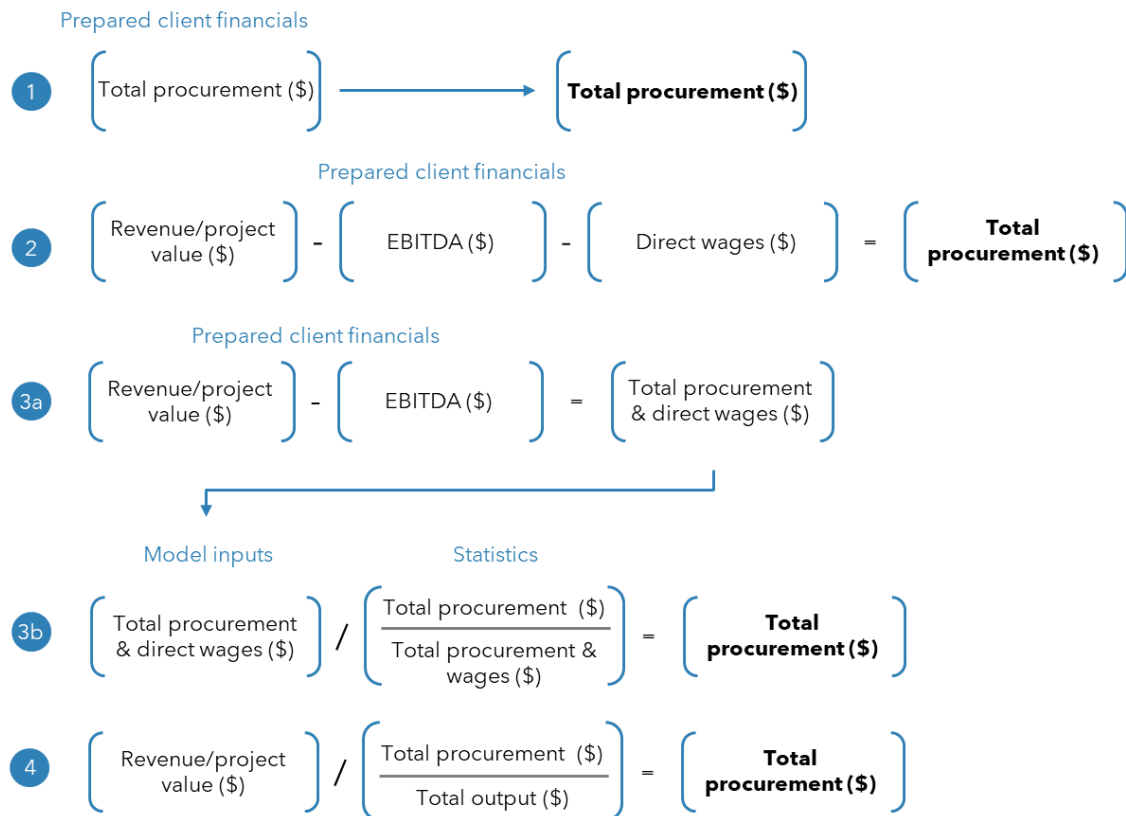 Prepared client financials
1
Total procurement ($)
Total procurement ($)
Prepared client financials
2
Revenue/project
value ($)
-
EBITDA ($)
-
Direct wages ($)
=
Total
procurement ($)
Prepared client financials
3a
Revenue/project
value ($)
-
EBITDA ($)
=
Total procurement
& direct wages ($)
Model inputs
Statistics
3b
Total procurement
& direct wages ($)
/
Total procurement ($)
Total procurement &
wages ($)
=
Total
procurement ($)
4
Revenue/project
value ($)
/
Total procurement ($)
Total output ($)
=
Total
procurement ($)